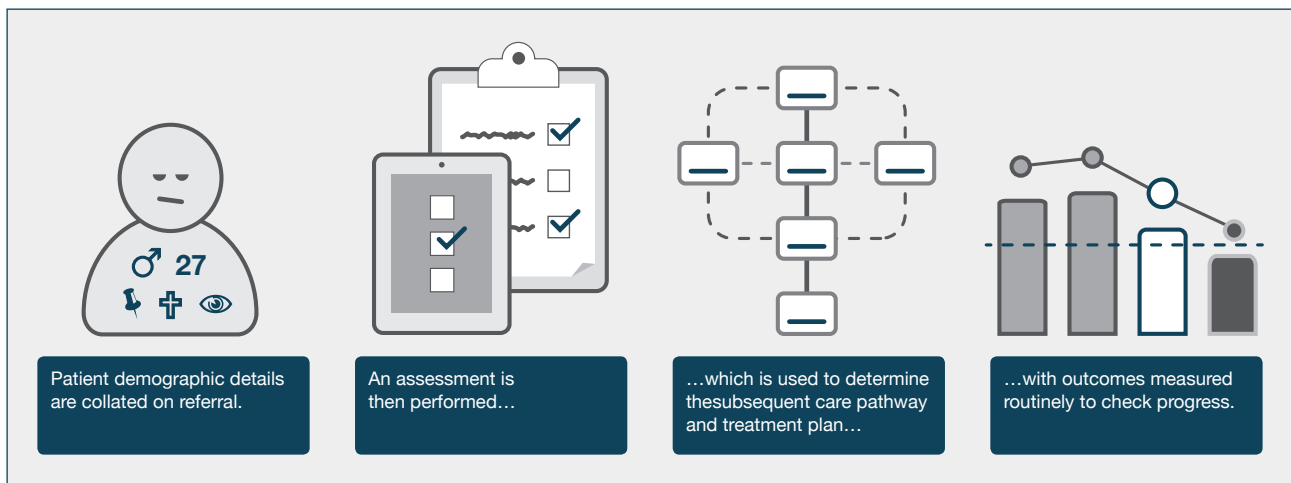 27
Patient demographic details
are collated on referral.
An assessment is
then performed…
…which is used to determine
thesubsequent care pathway
and treatment plan…
…with outcomes measured
routinely to check progress.